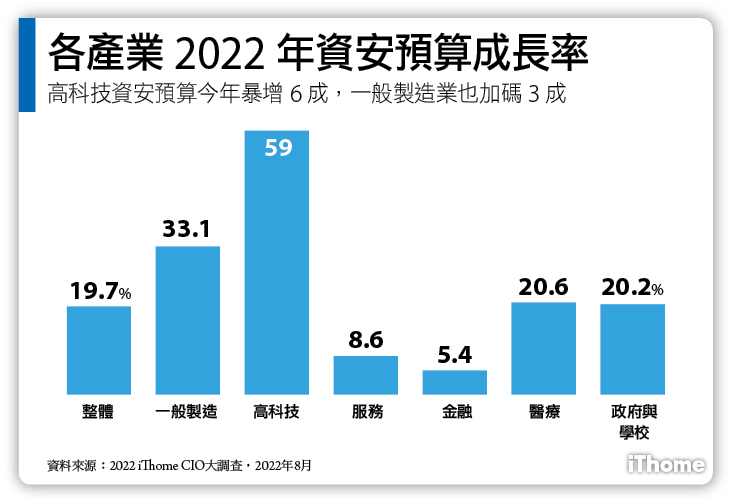 各產業 2022 年資安預算成長率
高科技資安預算今年暴增 6 成，一般製造業也加碼 3 成
59
33.1
19.7%
20.6
20.2%
8.6
5.4
整體
一般製造
高科技
服務
金融
醫療
政府與
學校
資料來源：2022 iThome CIO大調查，2022年8月
iThome